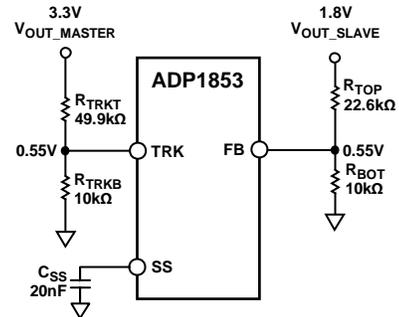 3.3V
VOUT_MASTER
1.8V
VOUT_SLAVE
ADP1853
RTRKT
49.9kΩ
RTOP
22.6kΩ
0.55V
TRK
FB
0.55V
RTRKB
10kΩ
RBOT
10kΩ
SS
CSS
20nF